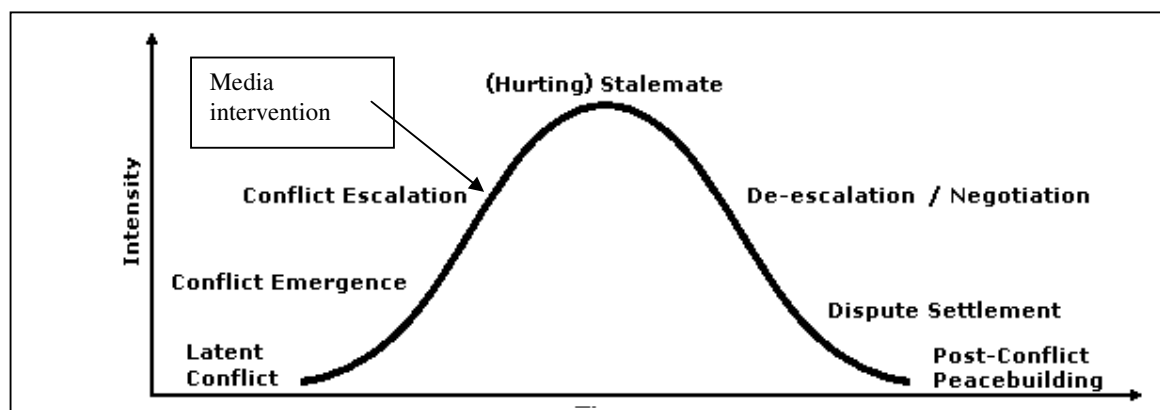 Media
intervention
(Hurting) Stalemate
Intensity
Conflict Escalation
De-escalation / Negotiation
Conflict Emergence
Dispute Settlement
Latent
Conflict
Post-Conflict
Peacebuilding